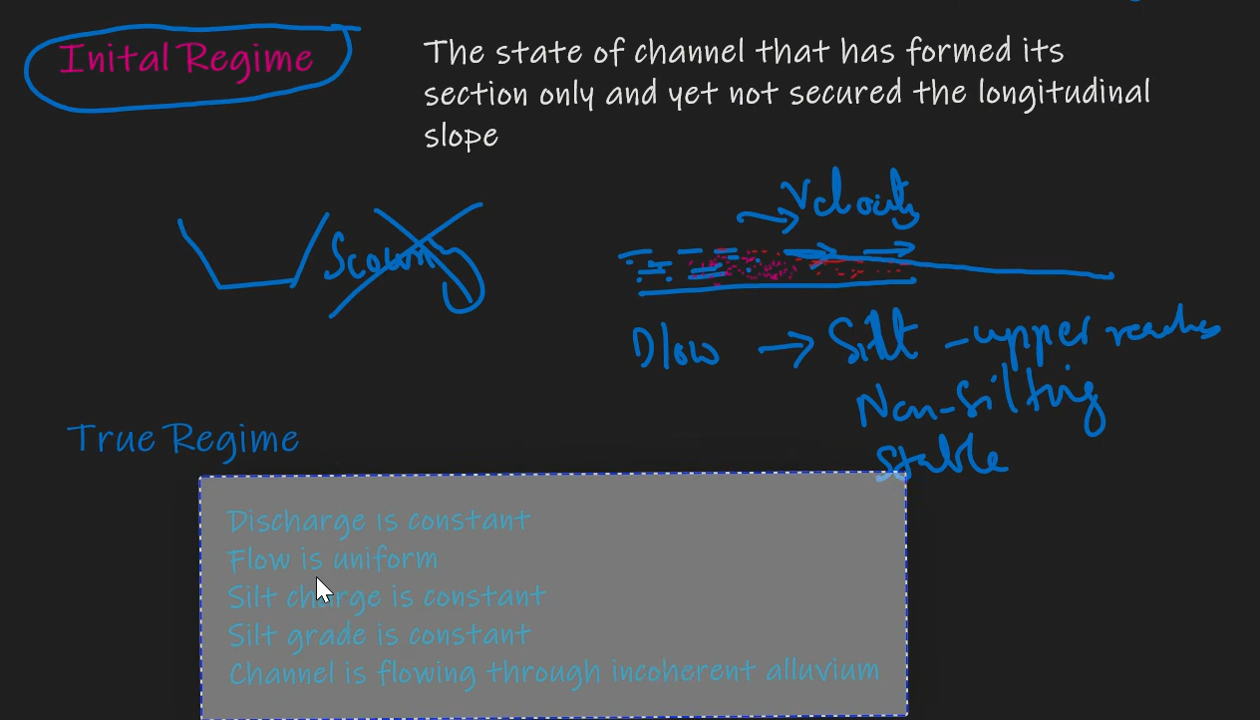 Inital Regime
The state of channel that has formed its
section only and yet not secured the longitudinal
slope
Velocity
Scouring
Dlow → Silt - upper reaches
Non-Silting
Stable
True Regime
Discharge is constant
Flow is uniform
Silt charge is constant
Silt grade is constant
Channel is flowing through incoherent alluvium